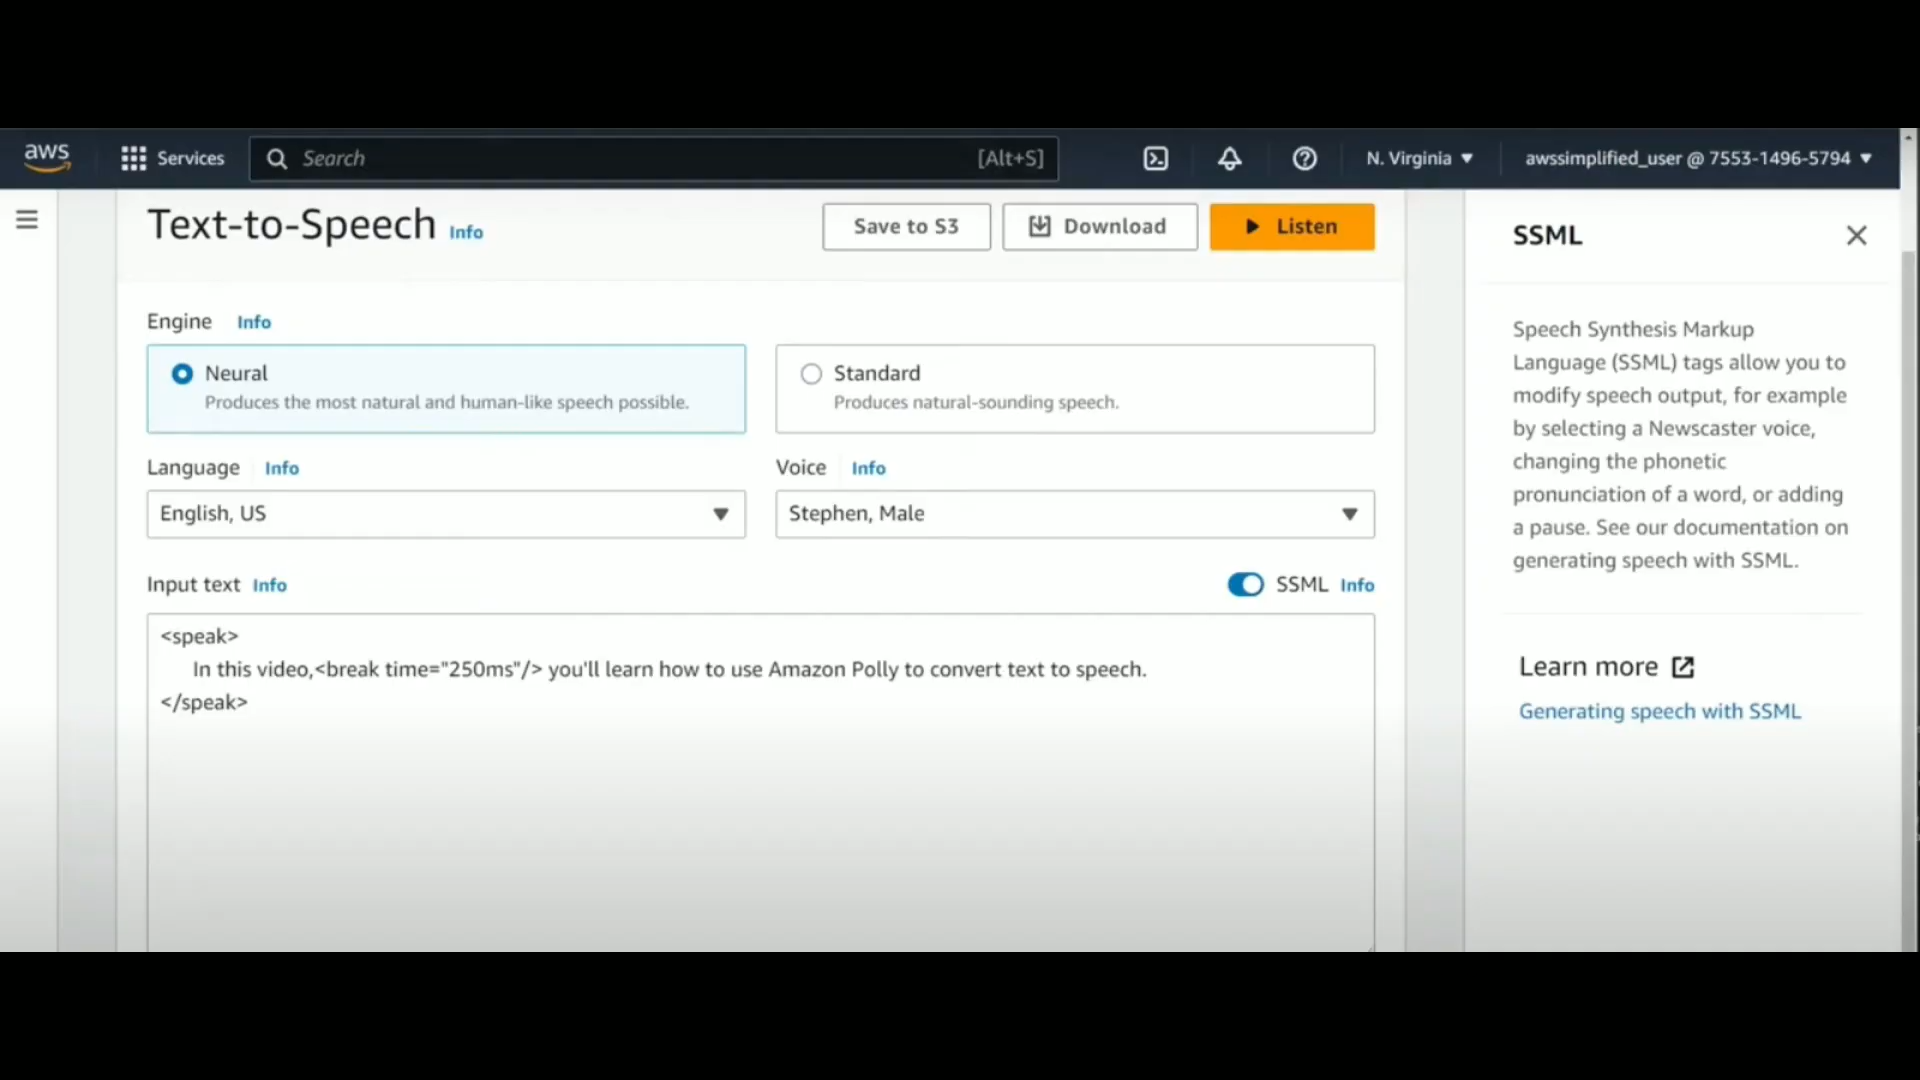 aws
Services
Search
[Alt+S]
N. Virginia
awssimplified_user @ 7553-1496-5794
Text-to-Speech Info
Save to S3
Download
Listen
Engine Info
Neural
Produces the most natural and human-like speech possible.
Standard
Produces natural-sounding speech.
Language Info
Voice Info
English, US
Stephen, Male
Input text Info
SSML Info
<speak>
In this video,<break time="250ms"/> you'll learn how to use Amazon Polly to convert text to speech.
</speak>
SSML
Speech Synthesis Markup
Language (SSML) tags allow you to
modify speech output, for example
by selecting a Newscaster voice,
changing the phonetic
pronunciation of a word, or adding
a pause. See our documentation on
generating speech with SSML.
Learn more
Generating speech with SSML